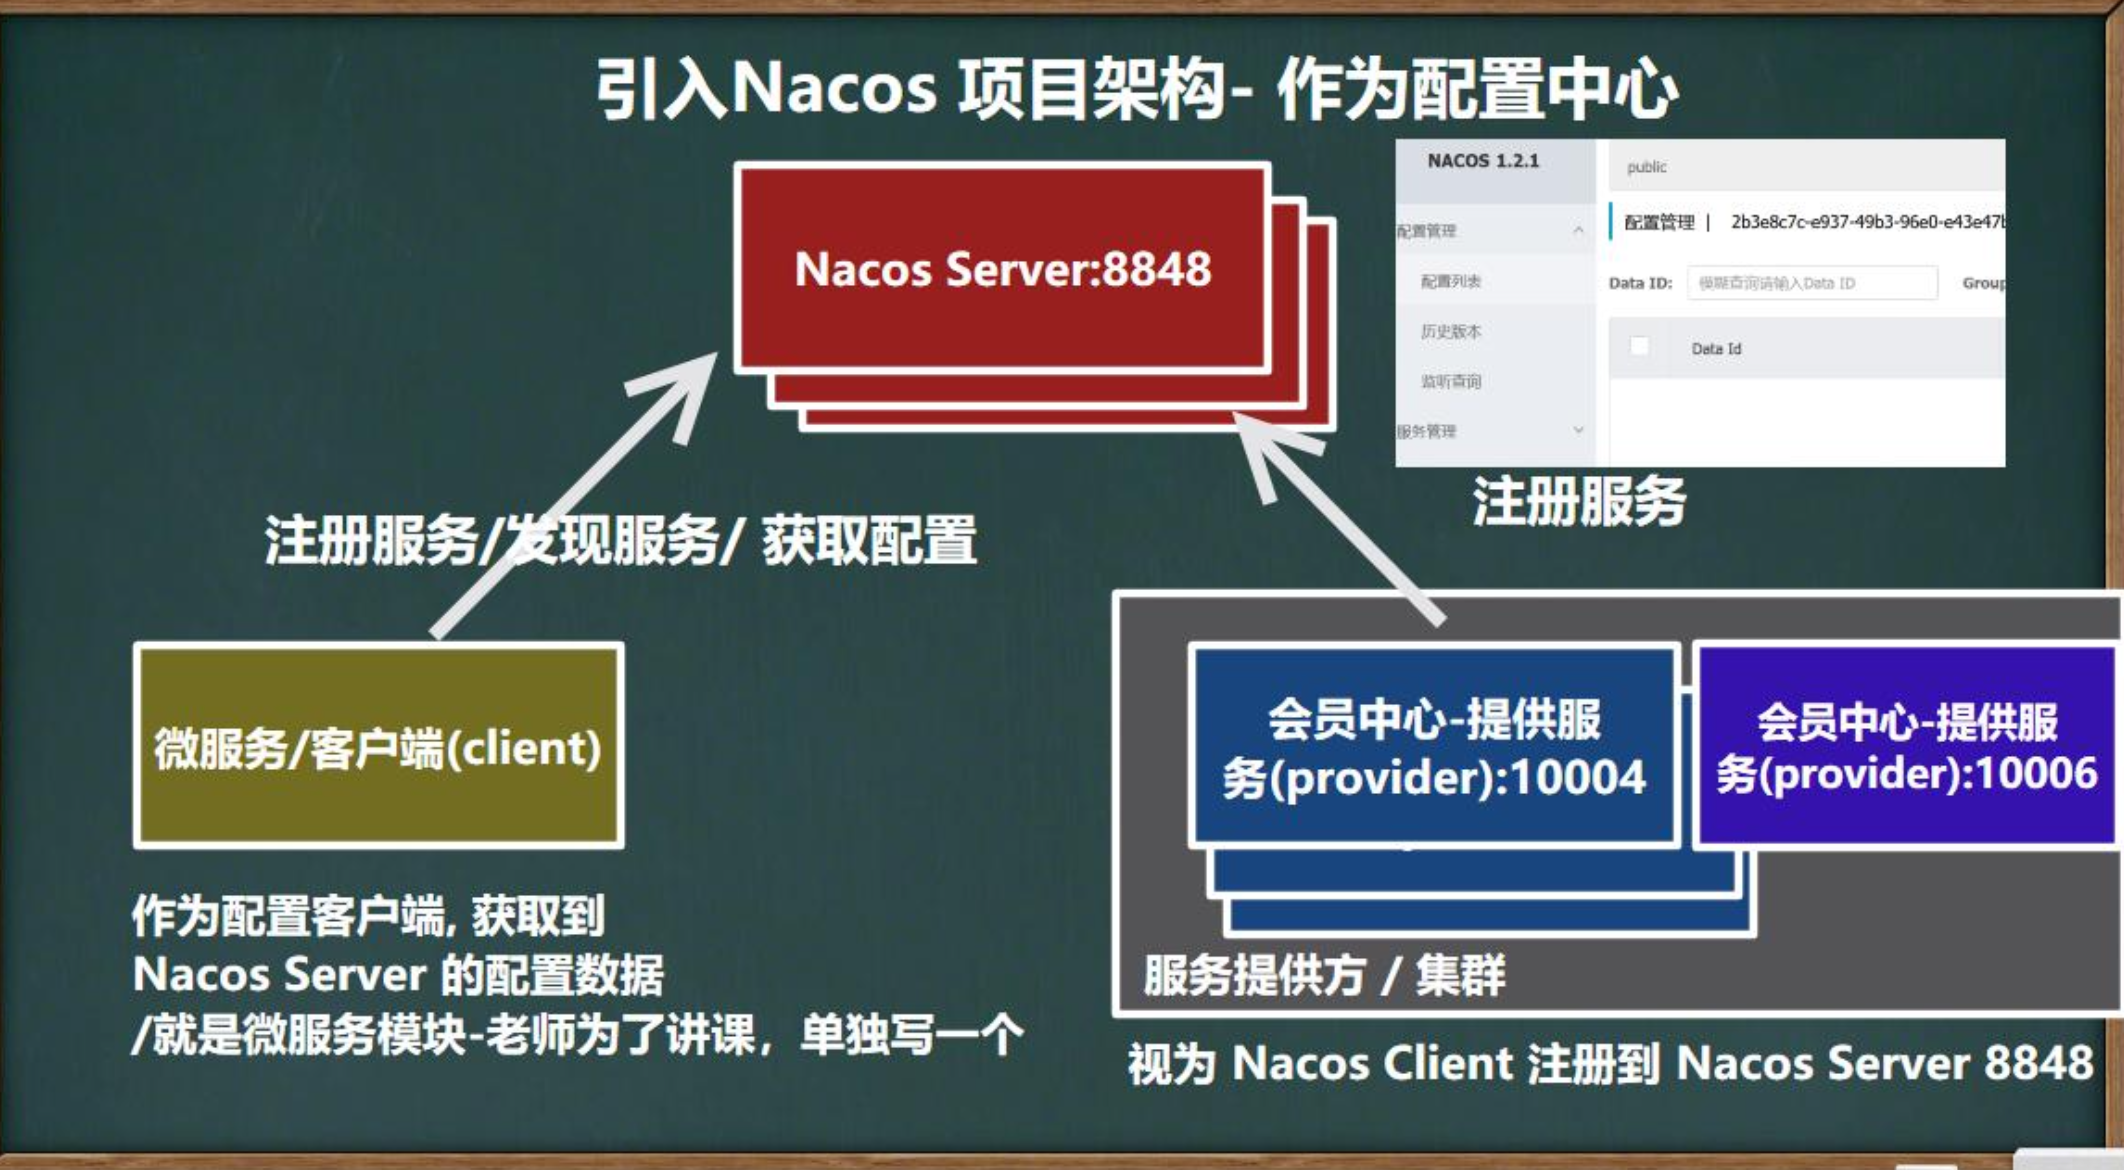 引入Nacos 项目架构- 作为配置中心
Nacos Server:8848
NACOS 1.2.1
public
配置管理
配置管理 | 2b3e8c7c-e937-49b3-96e0-e43e47b
配置列表
Data ID:
模糊查询请输入Data ID
Group
历史版本
Data Id
监听查询
服务管理
注册服务
注册服务/发现服务/ 获取配置
微服务/客户端(client)
会员中心-提供服
务(provider):10004
会员中心-提供服
务(provider):10006
作为配置客户端, 获取到
Nacos Server 的配置数据
/就是微服务模块-老师为了讲课，单独写一个
服务提供方 / 集群
视为 Nacos Client 注册到 Nacos Server 8848